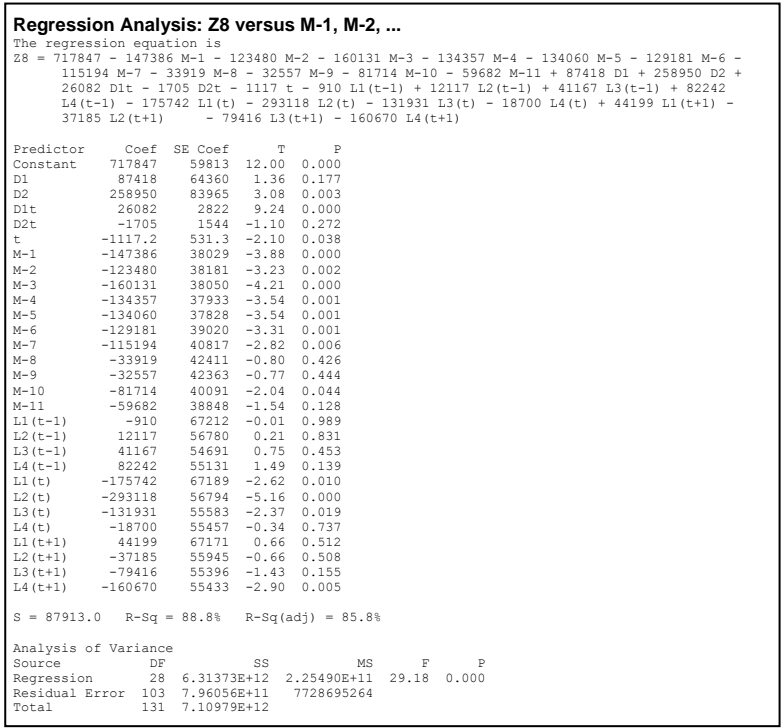 Regression Analysis: Z8 versus M-1, M-2, ...
The regression equation is
Z8 = 717847 - 147386 M-1 - 123480 M-2 - 160131 M-3 - 134357 M-4 - 134060 M-5 - 129181 M-6 -
115194 M-7 - 33919 M-8 - 32557 M-9 - 81714 M-10 - 59682 M-11 + 87418 D1 + 258950 D2 +
26082 D1t - 1705 D2t - 1117 t - 910 L1(t-1) + 12117 L2(t-1) + 41167 L3(t-1) + 82242
L4(t-1) - 175742 L1(t) - 293118 L2(t) - 131931 L3(t) - 18700 L4(t) + 44199 L1(t+1) -
37185 L2(t+1) - 79416 L3(t+1) - 160670 L4(t+1)
Predictor Coef SE Coef T P
Constant 717847 59813 12.00 0.000
D1 87418 64360 1.36 0.177
D2 258950 83965 3.08 0.003
D1t 26082 2822 9.24 0.000
D2t -1705 1544 -1.10 0.272
t -1117.2 531.3 -2.10 0.038
M-1 -147386 38029 -3.88 0.000
M-2 -123480 38181 -3.23 0.002
M-3 -160131 38050 -4.21 0.000
M-4 -134357 37933 -3.54 0.001
M-5 -134060 37828 -3.54 0.001
M-6 -129181 39020 -3.31 0.001
M-7 -115194 40817 -2.82 0.006
M-8 -33919 42411 -0.80 0.426
M-9 -32557 42363 -0.77 0.444
M-10 -81714 40091 -2.04 0.044
M-11 -59682 38848 -1.54 0.128
L1(t-1) -910 67212 -0.01 0.989
L2(t-1) 12117 56780 0.21 0.831
L3(t-1) 41167 54691 0.75 0.453
L4(t-1) 82242 55131 1.49 0.139
L1(t) -175742 67189 -2.62 0.010
L2(t) -293118 56794 -5.16 0.000
L3(t) -131931 55583 -2.37 0.019
L4(t) -18700 55457 -0.34 0.737
L1(t+1) 44199 67171 0.66 0.512
L2(t+1) -37185 55945 -0.66 0.508
L3(t+1) -79416 55396 -1.43 0.155
L4(t+1) -160670 55433 -2.90 0.005
S = 87913.0 R-Sq = 88.8% R-Sq(adj) = 85.8%
Analysis of Variance
Source DF SS MS F P
Regression 28 6.31373E+12 2.25490E+11 29.18 0.000
Residual Error 103 7.96056E+11 7728695264
Total 131 7.10979E+12